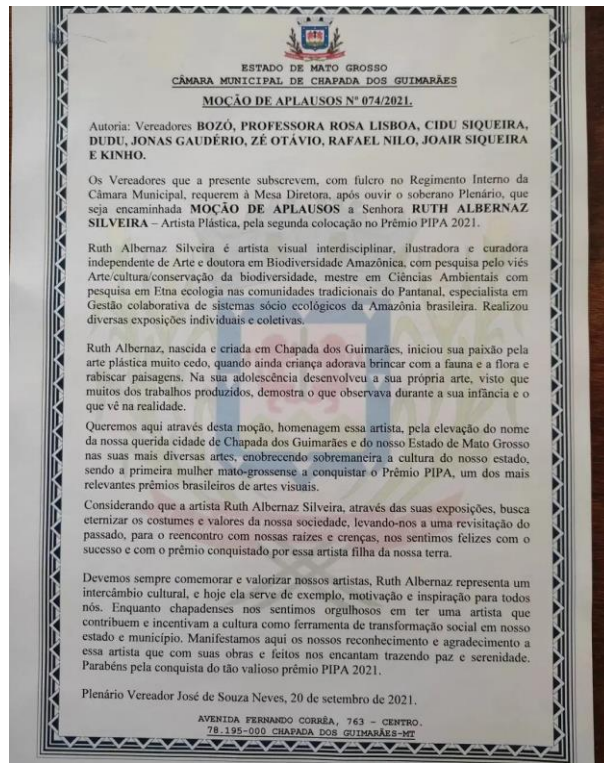 ESTADO DE MATO GROSSO
CÂMARA MUNICIPAL DE CHAPADA DOS GUIMARÃES
MOÇÃO DE APLAUSOS Nº 074/2021.
Autoria: Vereadores BOZÓ, PROFESSORA ROSA LISBOA, CIDU SIQUEIRA,
DUDU, JONAS GAUDÉRIO, ZÉ OTÁVIO, RAFAEL NILO, JOAIR SIQUEIRA
E KINHO.
Os Vereadores que a presente subscrevem, com fulcro no Regimento Interno da
Câmara Municipal, requerem à Mesa Diretora, após ouvir o soberano Plenário, que
seja encaminhada MOÇÃO DE APLAUSOS a Senhora RUTH ALBERNAZ
SILVEIRA – Artista Plástica, pela segunda colocação no Prêmio PIPA 2021.
Ruth Albernaz Silveira é artista visual interdisciplinar, ilustradora e curadora
independente de Arte e doutora em Biodiversidade Amazônica, com pesquisa pelo viés
Arte/cultura/conservação da biodiversidade, mestre em Ciências Ambientais com
pesquisa em Etna ecologia nas comunidades tradicionais do Pantanal, especialista em
Gestão colaborativa de sistemas sócio ecológicos da Amazônia brasileira. Realizou
diversas exposições individuais e coletivas.
Ruth Albernaz, nascida e criada em Chapada dos Guimarães, iniciou sua paixão pela
arte plástica muito cedo, quando ainda criança adorava brincar com a fauna e a flora e
rabiscar paisagens. Na sua adolescência desenvolveu a sua própria arte, visto que
muitos dos trabalhos produzidos, demostra o que observava durante a sua infância e o
que vê na realidade.
Queremos aqui através desta moção, homenagem essa artista, pela elevação do nome
da nossa querida cidade de Chapada dos Guimarães e do nosso Estado de Mato Grosso
nas suas mais diversas artes, enobrecendo sobremaneira a cultura do nosso estado,
sendo a primeira mulher mato-grossense a conquistar o Prêmio PIPA, um dos mais
relevantes prêmios brasileiros de artes visuais.
Considerando que a artista Ruth Albernaz Silveira, através das suas exposições, busca
eternizar os costumes e valores da nossa sociedade, levando-nos a uma revisitação do
passado, para o reencontro com nossas raízes e crenças, nos sentimos felizes com o
sucesso e com o prêmio conquistado por essa artista filha da nossa terra.
Devemos sempre comemorar e valorizar nossos artistas, Ruth Albernaz representa um
intercâmbio cultural, e hoje ela serve de exemplo, motivação e inspiração para todos
nós. Enquanto chapadenses nos sentimos orgulhosos em ter uma artista que
contribuem e incentivam a cultura como ferramenta de transformação social em nosso
estado e município. Manifestamos aqui os nossos reconhecimento e agradecimento a
essa artista que com suas obras e feitos nos encantam trazendo paz e serenidade.
Parabéns pela conquista do tão valioso prêmio PIPA 2021.
Plenário Vereador José de Souza Neves, 20 de setembro de 2021.
AVENIDA FERNANDO CORRÊA, 763 – CENTRO.
78.195-000 CHAPADA DOS GUIMARÃES-MT